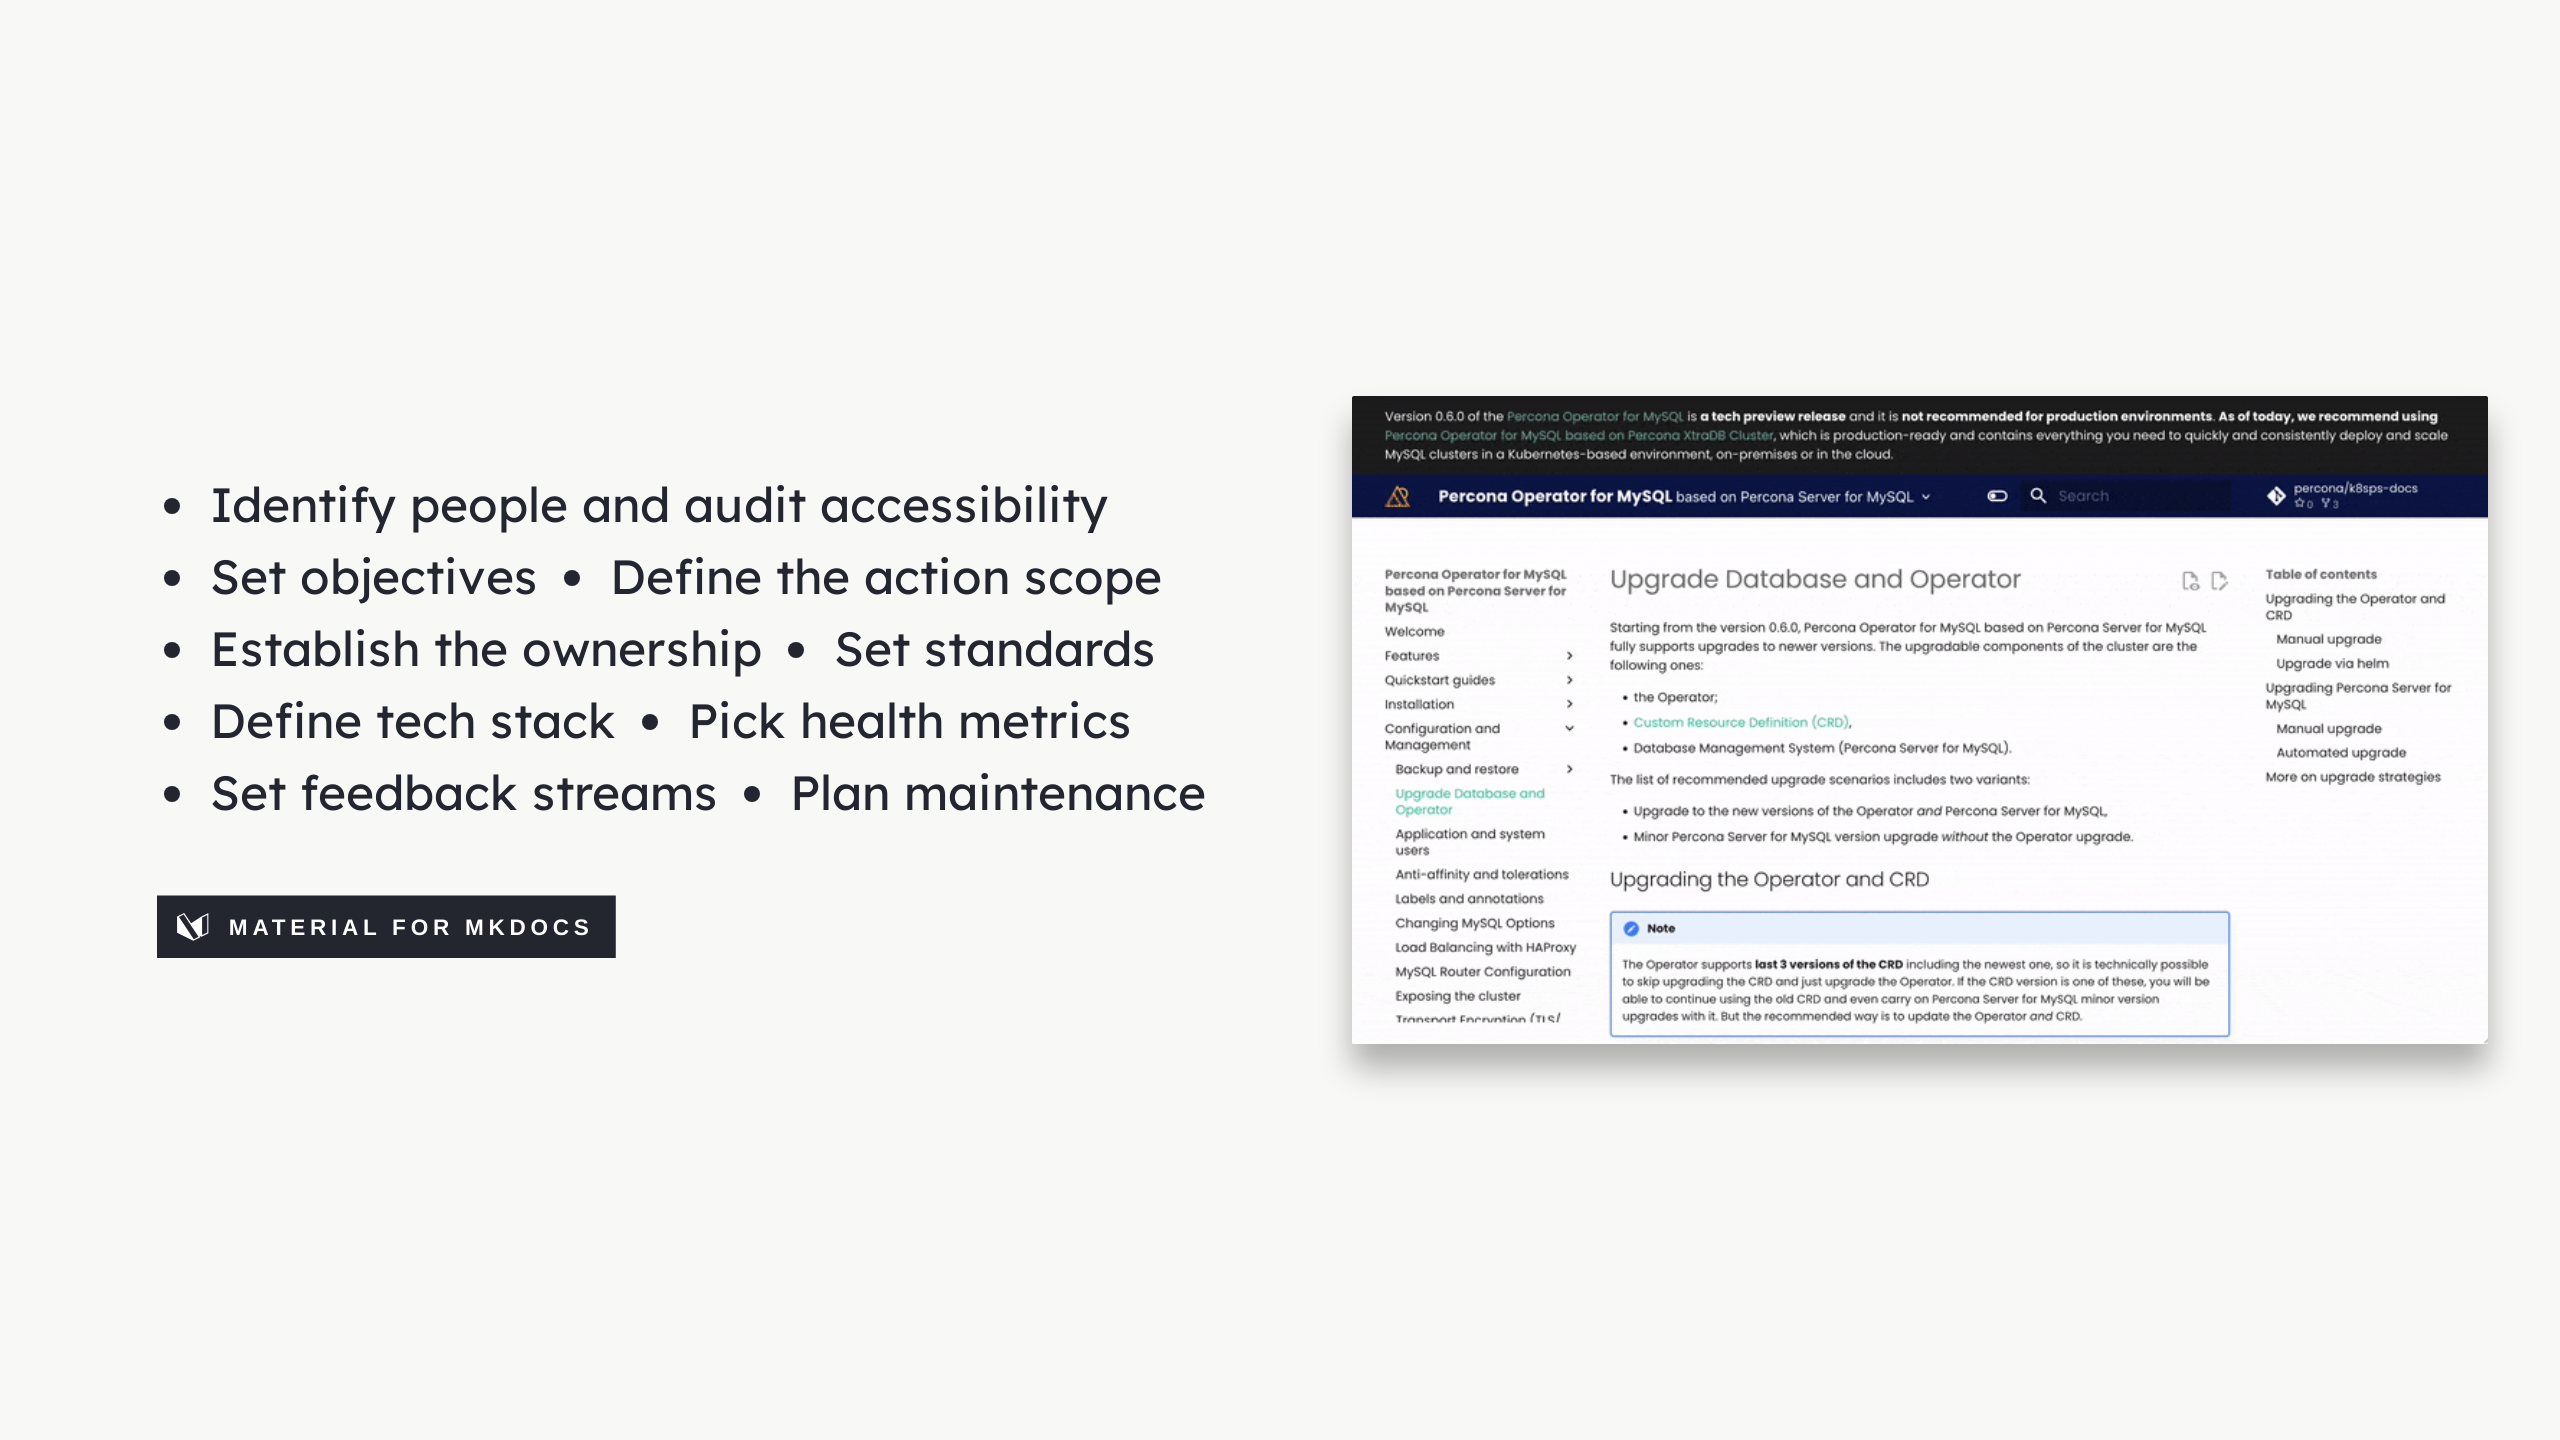 • Identify people and audit accessibility
• Set objectives • Define the action scope
• Establish the ownership • Set standards
• Define tech stack • Pick health metrics
• Set feedback streams • Plan maintenance
MATERIAL FOR MKDOCS
Version 0.6.0 of the Percona Operator for MySQL is a tech preview release and it is not recommended for production environments. As of today, we recommend using
Percona Operator for MySQL based on Percona XtraDB Cluster, which is production-ready and contains everything you need to quickly and consistently deploy and scale
MySQL clusters in a Kubernetes-based environment, on-premises or in the cloud.
Percona Operator for MySQL based on Percona Server for MySQL
Search
percona/k8sps-docs
0 3
Percona Operator for MySQL
based on Percona Server for
MySQL
Welcome
Features
Quickstart guides
Installation
Configuration and
Management
Backup and restore
Upgrade Database and
Operator
Application and system
users
Anti-affinity and tolerations
Labels and annotations
Changing MySQL Options
Load Balancing with HAProxy
MySQL Router Configuration
Exposing the cluster
Transport Encryption (TLS/
Upgrade Database and Operator
Starting from the version 0.6.0, Percona Operator for MySQL based on Percona Server for MySQL
fully supports upgrades to newer versions. The upgradable components of the cluster are the
following ones:
• the Operator;
• Custom Resource Definition (CRD),
• Database Management System (Percona Server for MySQL).
The list of recommended upgrade scenarios includes two variants:
• Upgrade to the new versions of the Operator and Percona Server for MySQL,
• Minor Percona Server for MySQL version upgrade without the Operator upgrade.
Upgrading the Operator and CRD
Note
The Operator supports last 3 versions of the CRD including the newest one, so it is technically possible
to skip upgrading the CRD and just upgrade the Operator. If the CRD version is one of these, you will be
able to continue using the old CRD and even carry on Percona Server for MySQL minor version
upgrades with it. But the recommended way is to update the Operator and CRD.
Table of contents
Upgrading the Operator and
CRD
Manual upgrade
Upgrade via helm
Upgrading Percona Server for
MySQL
Manual upgrade
Automated upgrade
More on upgrade strategies